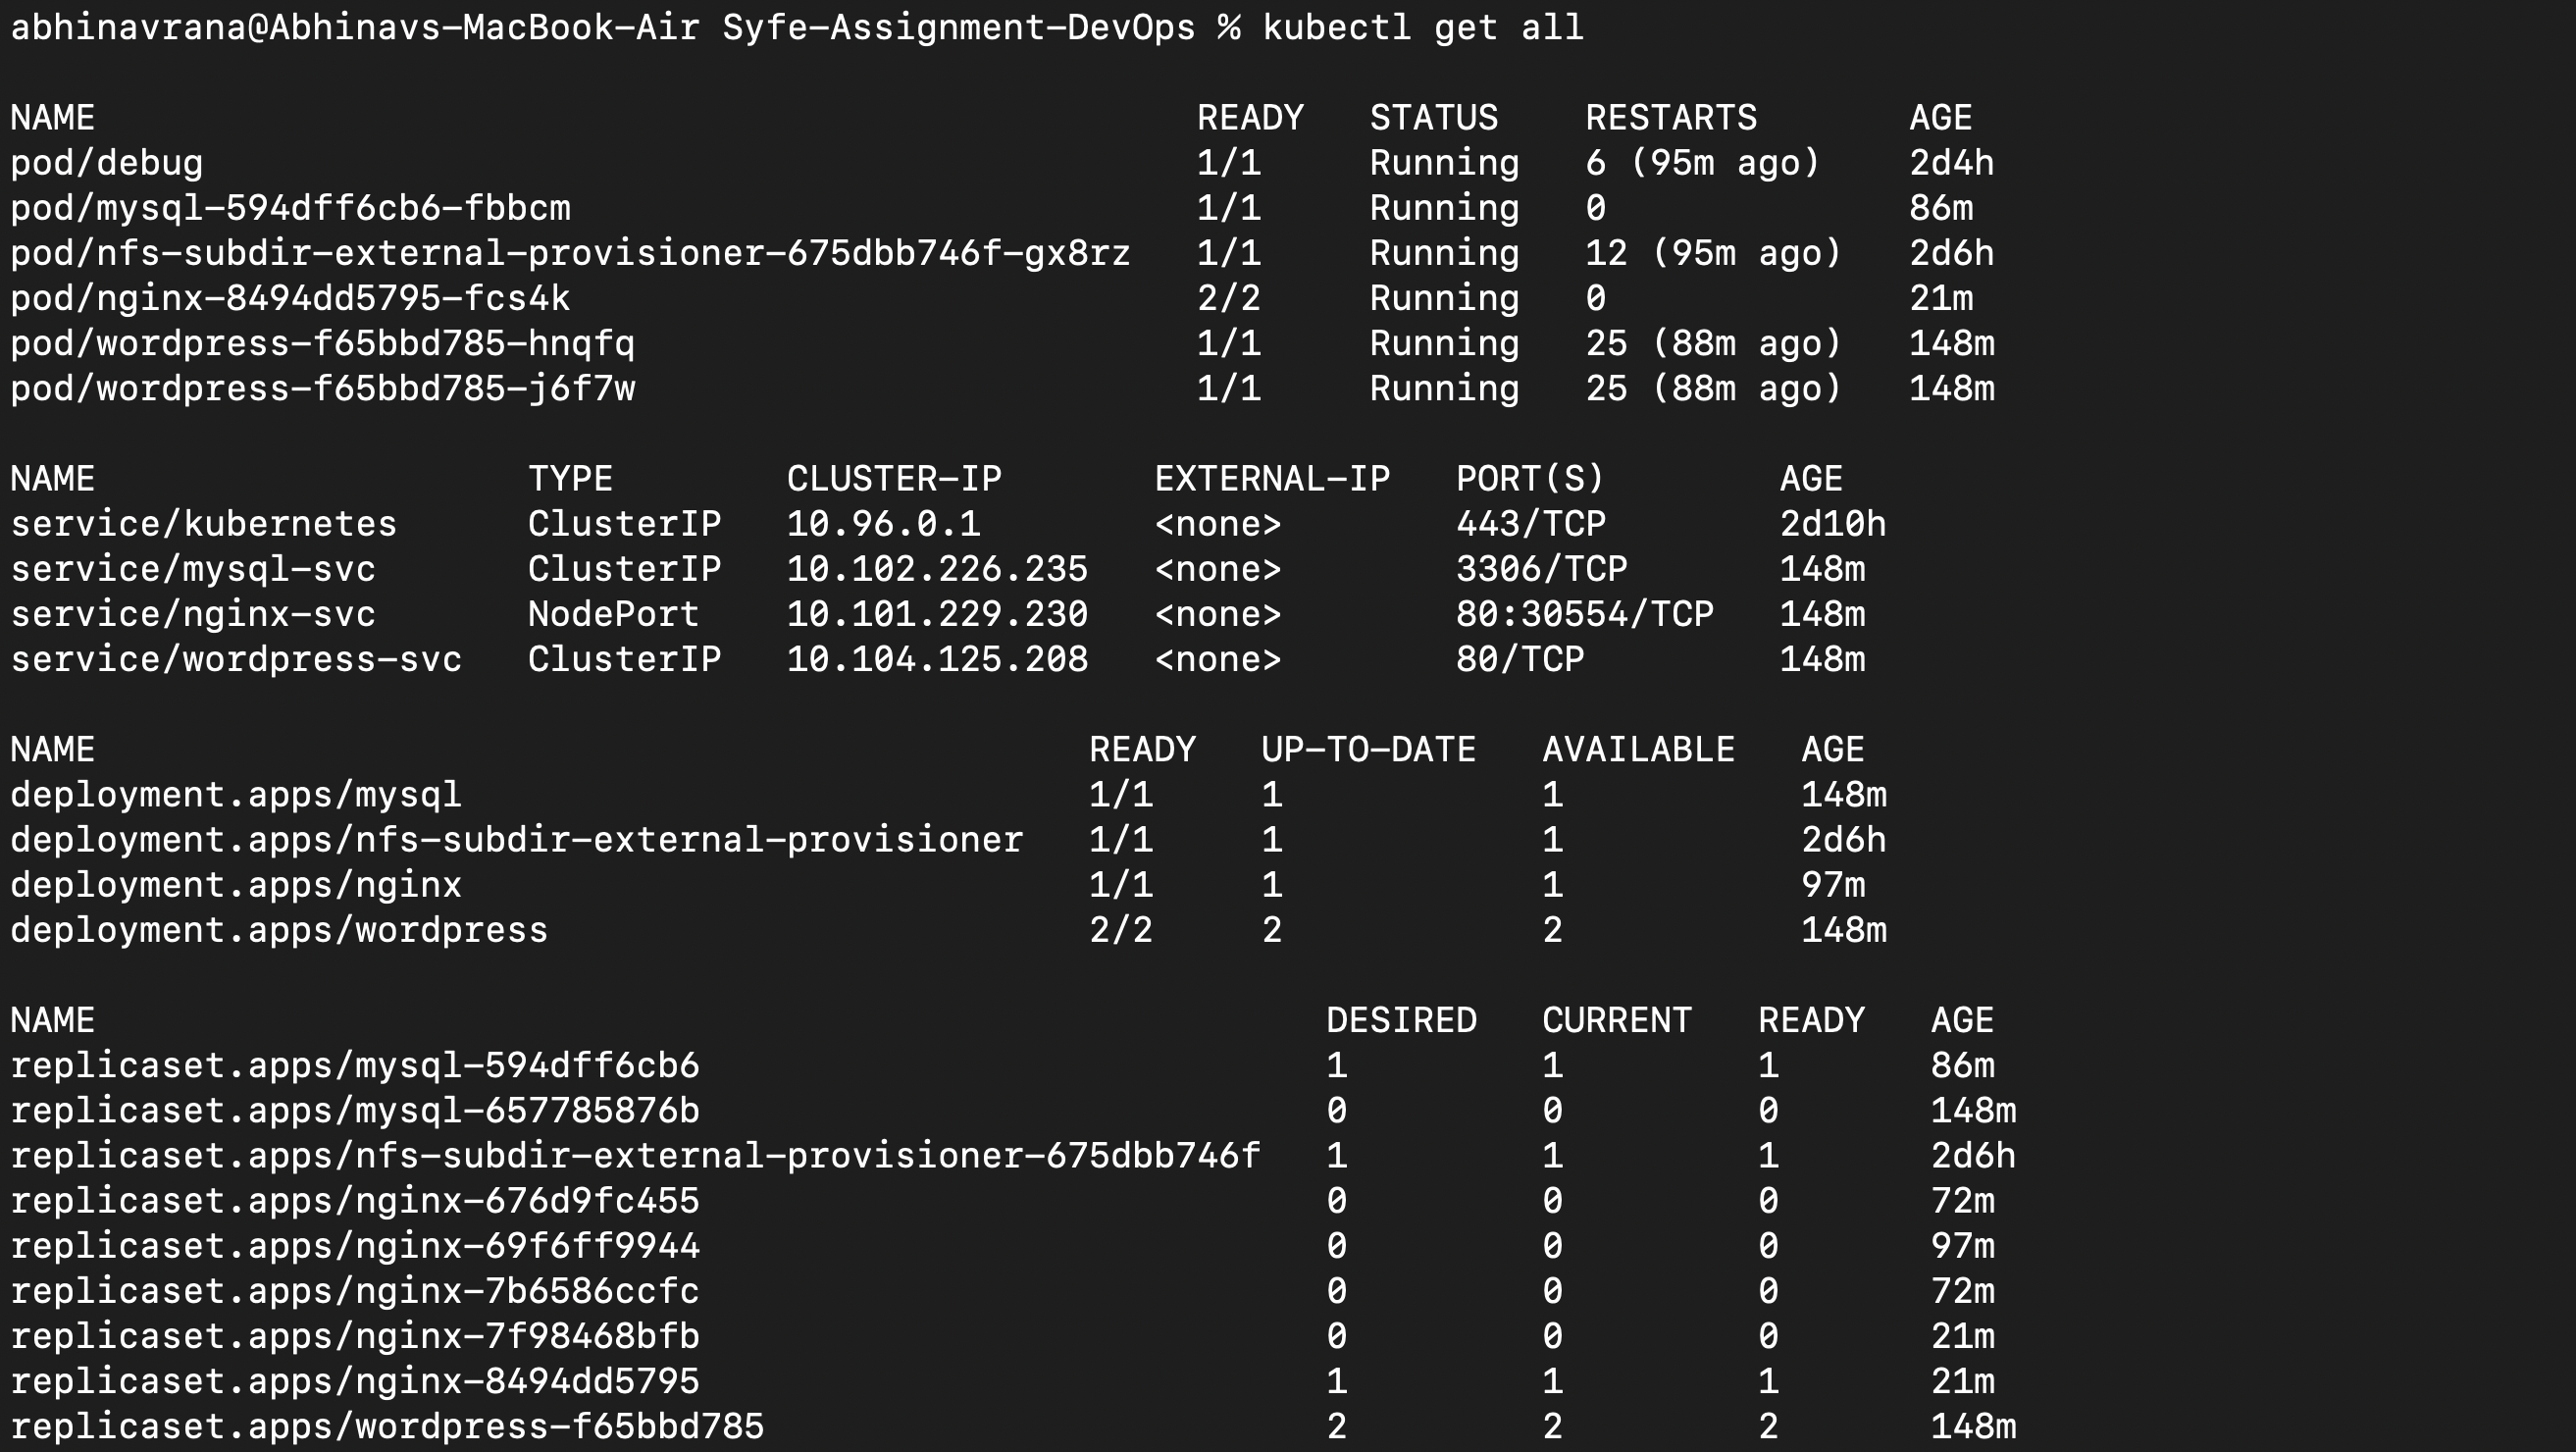 abhinavrana@Abhinavs-MacBook-Air Syfe-Assignment-DevOps % kubectl get all
NAME READY STATUS RESTARTS AGE
pod/debug 1/1 Running 6 (95m ago) 2d4h
pod/mysql-594dff6cb6-fbbcm 1/1 Running 0 86m
pod/nfs-subdir-external-provisioner-675dbb746f-gx8rz 1/1 Running 12 (95m ago) 2d6h
pod/nginx-8494dd5795-fcs4k 2/2 Running 0 21m
pod/wordpress-f65bbd785-hnqfq 1/1 Running 25 (88m ago) 148m
pod/wordpress-f65bbd785-j6f7w 1/1 Running 25 (88m ago) 148m
NAME TYPE CLUSTER-IP EXTERNAL-IP PORT(S) AGE
service/kubernetes ClusterIP 10.96.0.1 <none> 443/TCP 2d10h
service/mysql-svc ClusterIP 10.102.226.235 <none> 3306/TCP 148m
service/nginx-svc NodePort 10.101.229.230 <none> 80:30554/TCP 148m
service/wordpress-svc ClusterIP 10.104.125.208 <none> 80/TCP 148m
NAME READY UP-TO-DATE AVAILABLE AGE
deployment.apps/mysql 1/1 1 1 148m
deployment.apps/nfs-subdir-external-provisioner 1/1 1 1 2d6h
deployment.apps/nginx 1/1 1 1 97m
deployment.apps/wordpress 2/2 2 2 148m
NAME DESIRED CURRENT READY AGE
replicaset.apps/mysql-594dff6cb6 1 1 1 86m
replicaset.apps/mysql-657785876b 0 0 0 148m
replicaset.apps/nfs-subdir-external-provisioner-675dbb746f 1 1 1 2d6h
replicaset.apps/nginx-676d9fc455 0 0 0 72m
replicaset.apps/nginx-69f6ff9944 0 0 0 97m
replicaset.apps/nginx-7b6586ccfc 0 0 0 72m
replicaset.apps/nginx-7f98468bfb 0 0 0 21m
replicaset.apps/nginx-8494dd5795 1 1 1 21m
replicaset.apps/wordpress-f65bbd785 2 2 2 148m